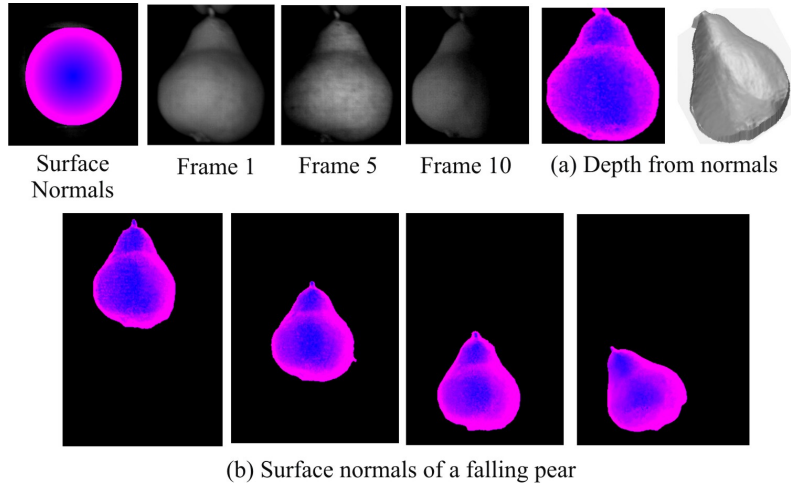 Surface
Normals
Frame 1
Frame 5
Frame 10
(a) Depth from normals
(b) Surface normals of a falling pear